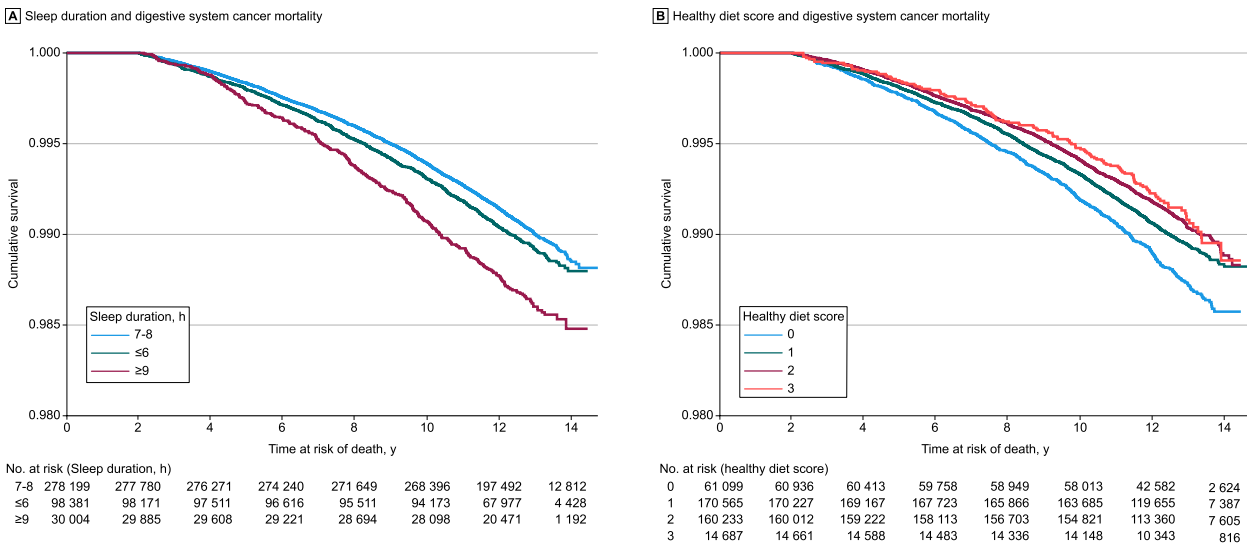 A Sleep duration and digestive system cancer mortality
1.000
0.995
0.990
0.985
0.980
Cumulative survival
Sleep duration, h
7-8
≤6
≥9
0 2 4 6 8 10 12 14
Time at risk of death, y
No. at risk (Sleep duration, h)
7-8 278 199 277 780 276 271 274 240 271 649 268 396 197 492 12 812
≤6 98 381 98 171 97 511 96 616 95 511 94 173 67 977 4 428
≥9 30 004 29 885 29 608 29 221 28 694 28 098 20 471 1 192
B Healthy diet score and digestive system cancer mortality
1.000
0.995
0.990
0.985
0.980
Cumulative survival
Healthy diet score
0
1
2
3
0 2 4 6 8 10 12 14
Time at risk of death, y
No. at risk (healthy diet score)
0 61 099 60 936 60 413 59 758 58 949 58 013 42 582 2 624
1 170 565 170 227 169 167 167 723 165 866 163 685 119 655 7 387
2 160 233 160 012 159 222 158 113 156 703 154 821 113 360 7 605
3 14 687 14 661 14 588 14 483 14 336 14 148 10 343 816